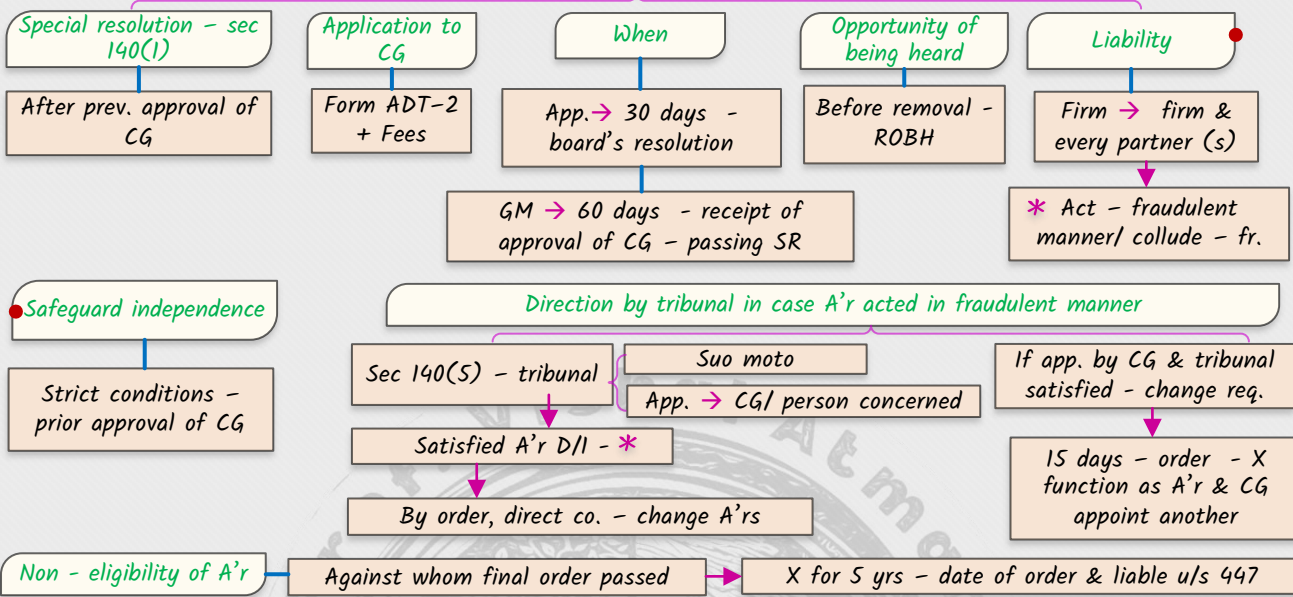 Special resolution – sec
140(1)
Application to
CG
When
Opportunity of
being heard
Liability
After prev. approval of
CG
Form ADT-2
+ Fees
App.→ 30 days -
board's resolution
Before removal -
ROBH
Firm → firm &
every partner (s)
GM → 60 days - receipt of
approval of CG – passing SR
* Act – fraudulent
manner/ collude – fr.
Safeguard independence
Strict conditions –
prior approval of CG
Direction by tribunal in case A'r acted in fraudulent manner
Sec 140(5) – tribunal
Suo moto
App. → CG/ person concerned
Satisfied A'r D/I - *
By order, direct co. – change A'rs
If app. by CG & tribunal
satisfied - change req.
15 days – order - X
function as A'r & CG
appoint another
Non - eligibility of A'r
Against whom final order passed
X for 5 yrs – date of order & liable u/s 447